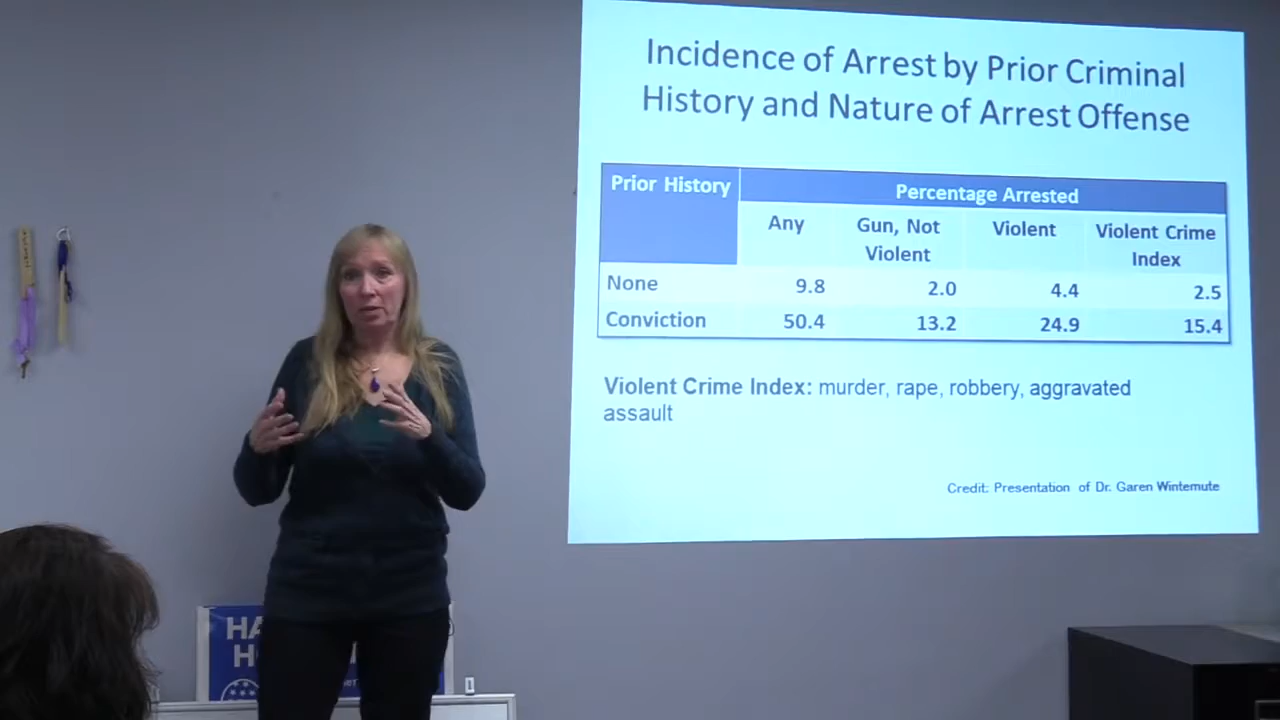 Incidence of Arrest by Prior Criminal
History and Nature of Arrest Offense
Prior History
Percentage Arrested
Any
Gun, Not
Violent
Violent
Violent Crime
Index
None 9.8 2.0 4.4 2.5
Conviction 50.4 13.2 24.9 15.4
Violent Crime Index: murder, rape, robbery, aggravated
assault
Credit: Presentation of Dr. Garen Wintemute
HA
H